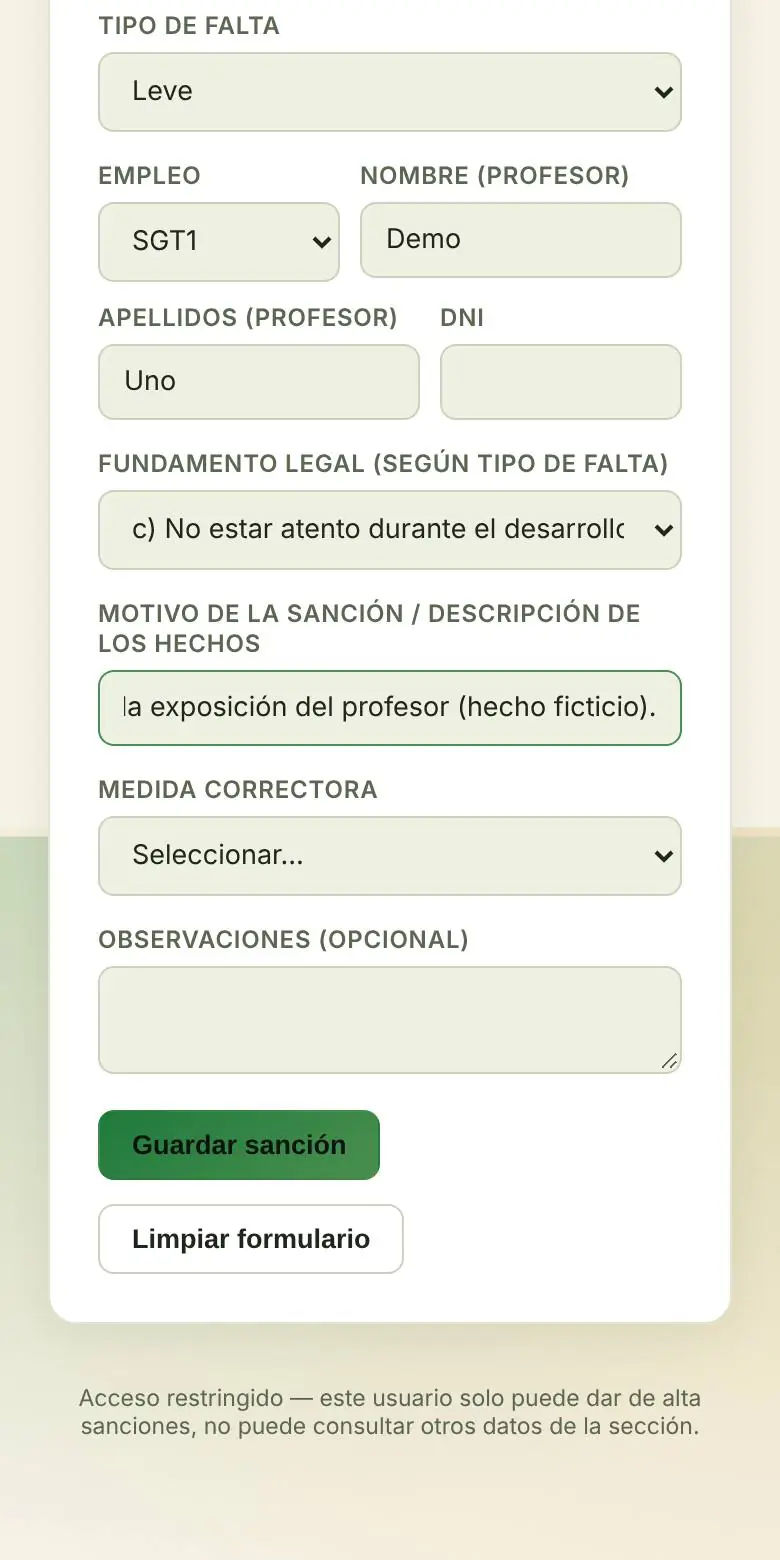 TIPO DE FALTA
Leve
EMPLEO
NOMBRE (PROFESOR)
SGT1
Demo
APELLIDOS (PROFESOR)
DNI
Uno
FUNDAMENTO LEGAL (SEGÚN TIPO DE FALTA)
c) No estar atento durante el desarrollo
MOTIVO DE LA SANCIÓN / DESCRIPCIÓN DE
LOS HECHOS
la exposición del profesor (hecho ficticio).
MEDIDA CORRECTORA
Seleccionar...
OBSERVACIONES (OPCIONAL)
Guardar sanción
Limpiar formulario
Acceso restringido — este usuario solo puede dar de alta
sanciones, no puede consultar otros datos de la sección.